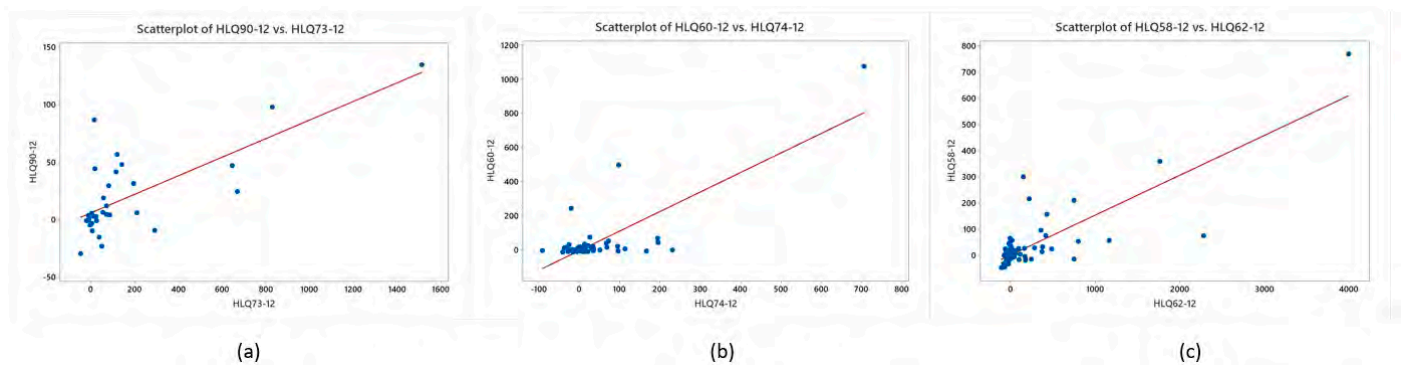 Scatterplot of HLQ90-12 vs. HLQ73-12
150
100
50
0
-50
HLQ90-12
0 200 400 600 800 1000 1200 1400 1600
HLQ73-12
(a)
Scatterplot of HLQ60-12 vs. HLQ74-12
1200
1000
800
600
400
200
0
HLQ60-12
-100 0 100 200 300 400 500 600 700 800
HLQ74-12
(b)
Scatterplot of HLQ58-12 vs. HLQ62-12
800
700
600
500
400
300
200
100
0
HLQ58-12
0 1000 2000 3000 4000
HLQ62-12
(c)